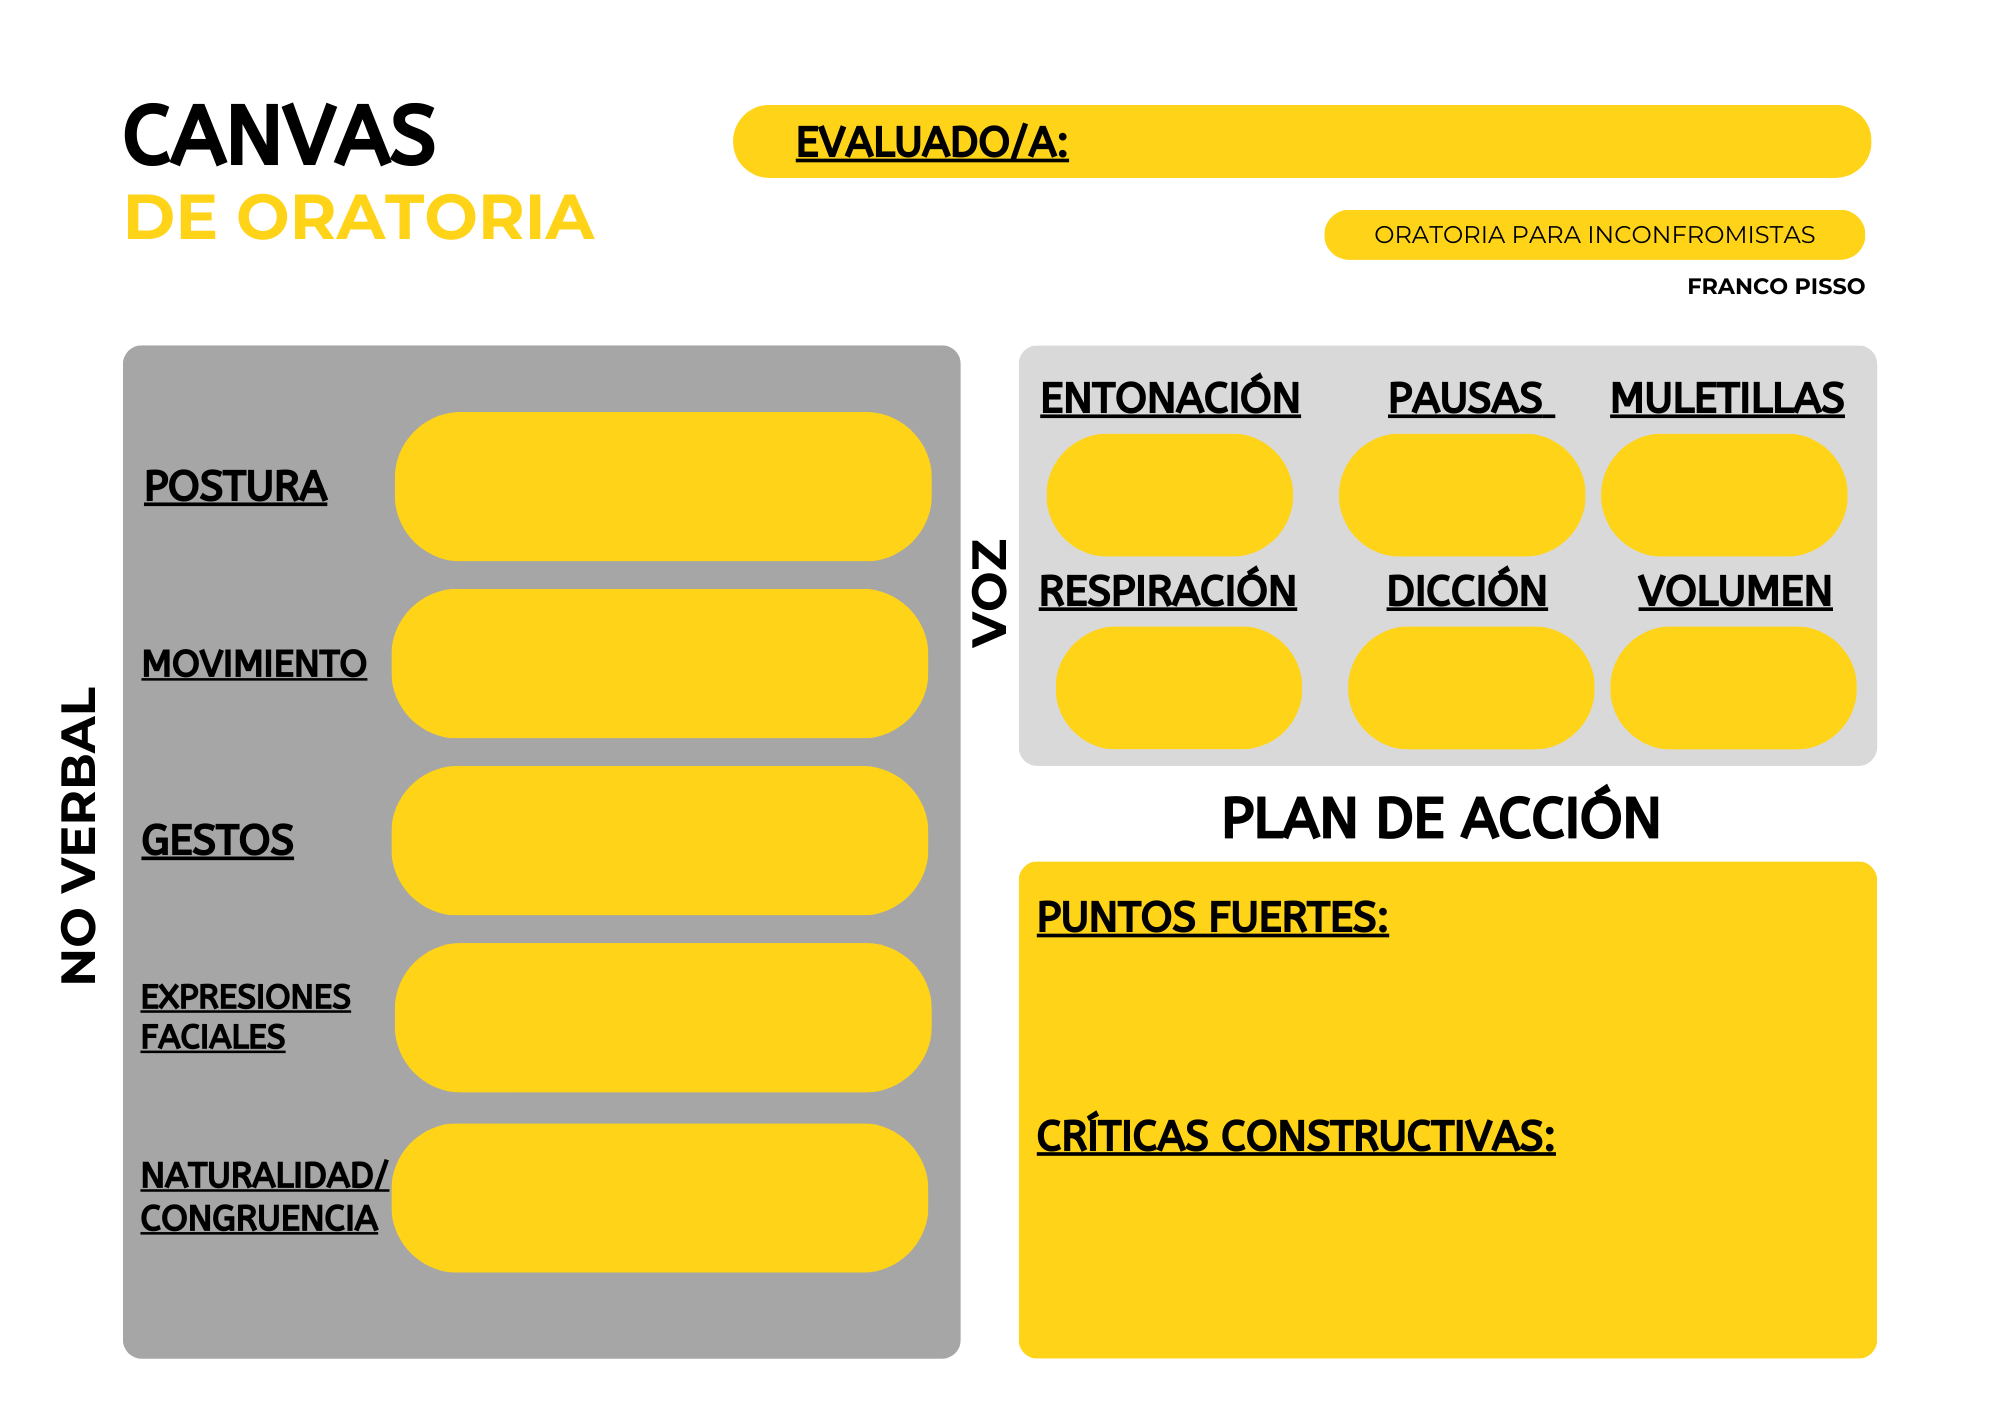 CANVAS
DE ORATORIA
EVALUADO/A:
ORATORIA PARA INCONFROMISTAS
FRANCO PISSO
NO VERBAL
POSTURA
MOVIMIENTO
GESTOS
EXPRESIONES
FACIALES
NATURALIDAD/
CONGRUENCIA
VOZ
ENTONACIÓN
PAUSAS
MULETILLAS
RESPIRACIÓN
DICCIÓN
VOLUMEN
PLAN DE ACCIÓN
PUNTOS FUERTES:
CRÍTICAS CONSTRUCTIVAS: